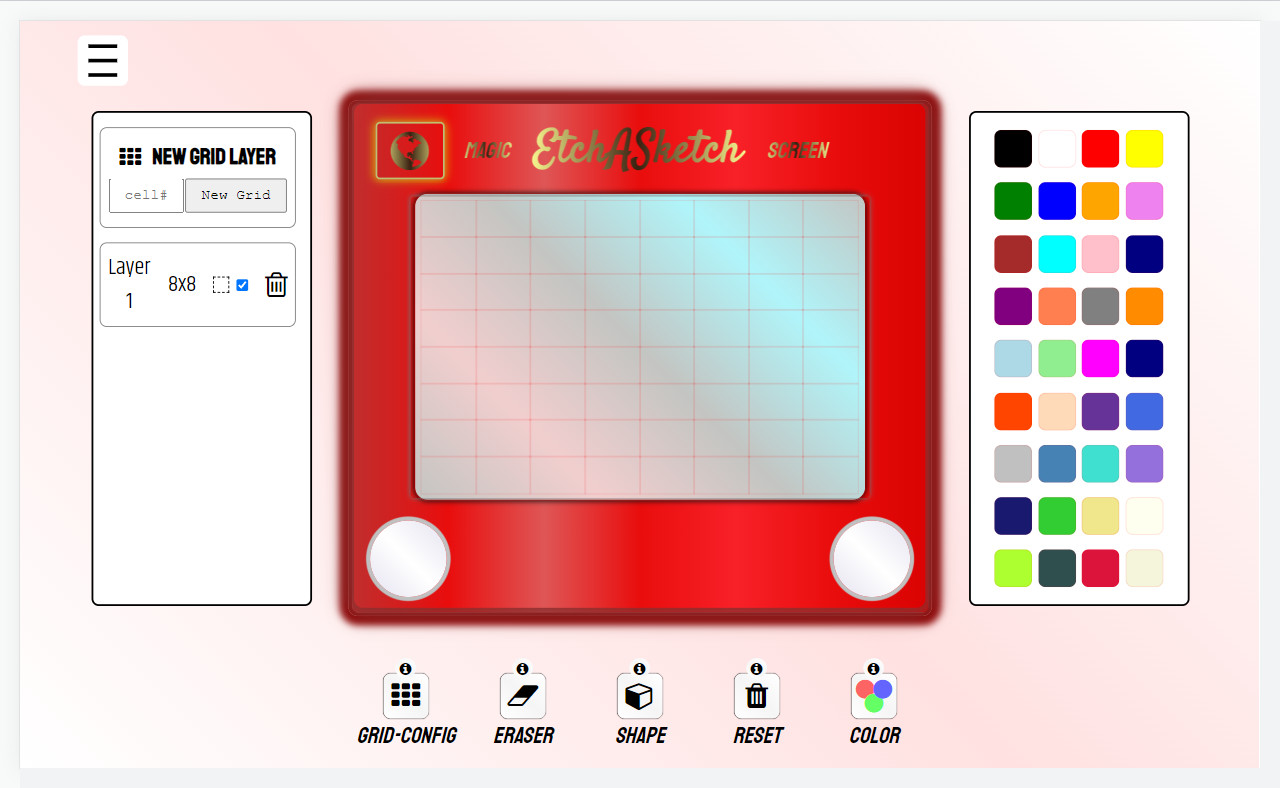 MAGIC EtchASketch SCREEN
NEW GRID LAYER
cell# New Grid
Layer
1
8x8
GRID-CONFIG ERASER SHAPE RESET COLOR